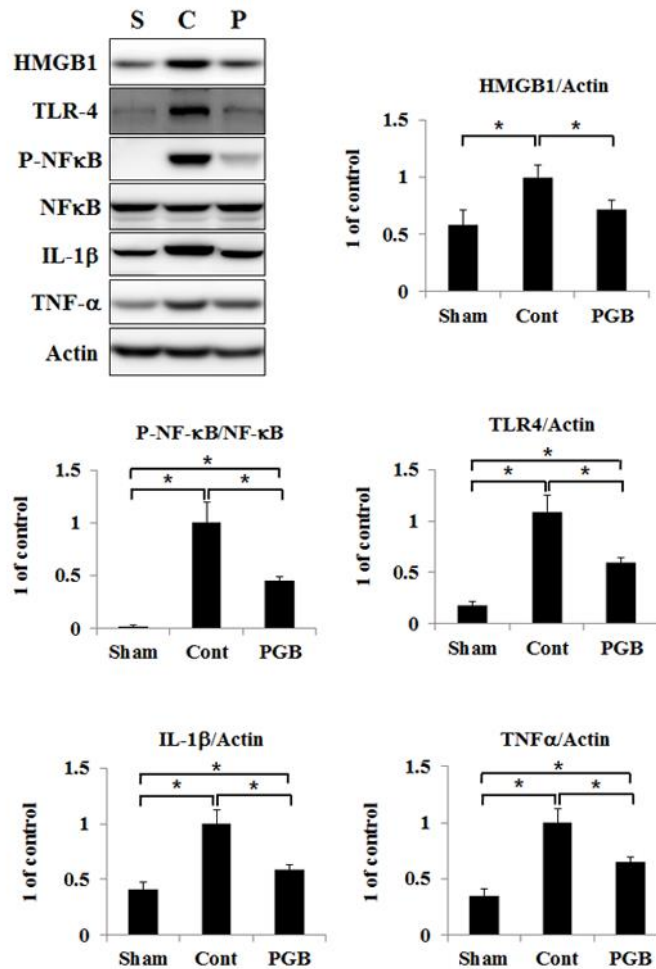 S C P
HMGB1
TLR-4
P-NFκB
NFκB
IL-1β
TNF-α
Actin
HMGB1/Actin
1 of control
1.5
1
0.5
0
* *
Sham Cont PGB
P-NF-κB/NF-κB
1 of control
1.5
1
0.5
0
*
* *
Sham Cont PGB
TLR4/Actin
1 of control
1.5
1
0.5
0
*
* *
Sham Cont PGB
IL-1β/Actin
1 of control
1.5
1
0.5
0
*
* *
Sham Cont PGB
TNFα/Actin
1 of control
1.5
1
0.5
0
*
* *
Sham Cont PGB